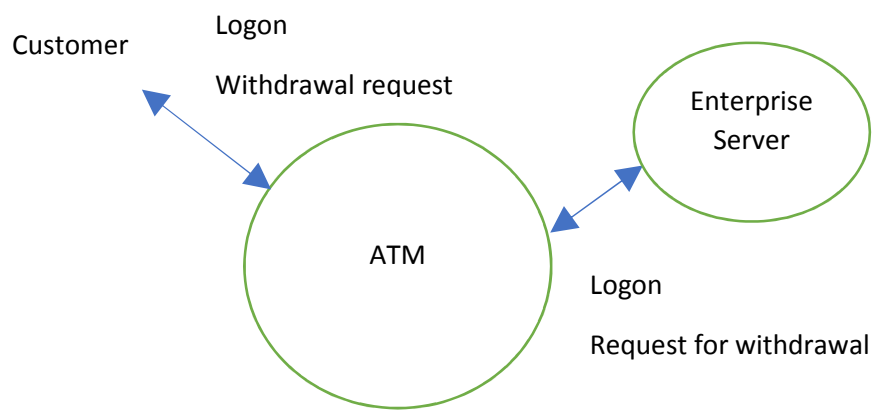 Customer
Logon
Withdrawal request
Enterprise
Server
ATM
Logon
Request for withdrawal